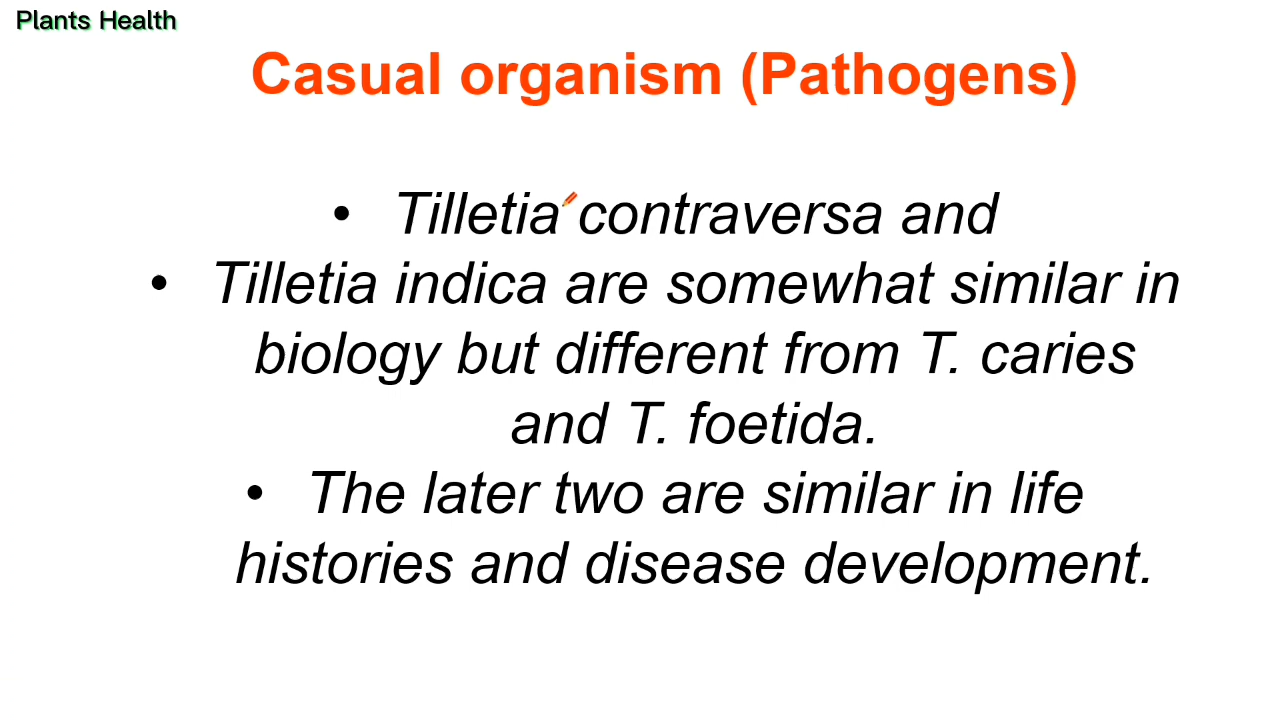 Plants Health
Casual organism (Pathogens)
• Tilletia contraversa and
• Tilletia indica are somewhat similar in
biology but different from T. caries
and T. foetida.
• The later two are similar in life
histories and disease development.